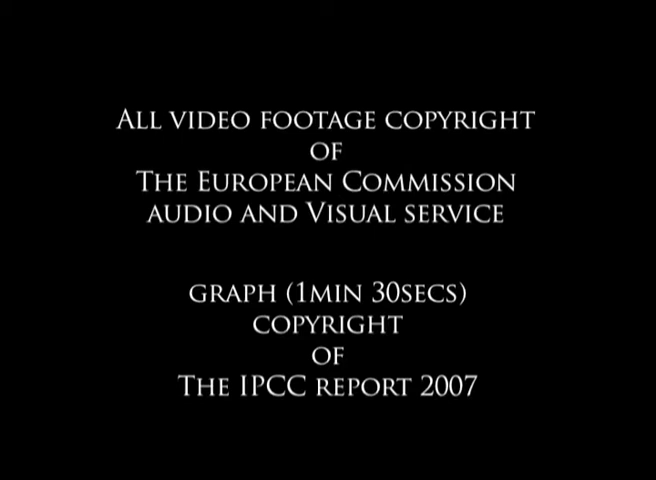 All video footage copyright
of
The European Commission
audio and Visual service
graph (1min 30secs)
copyright
of
The IPCC report 2007